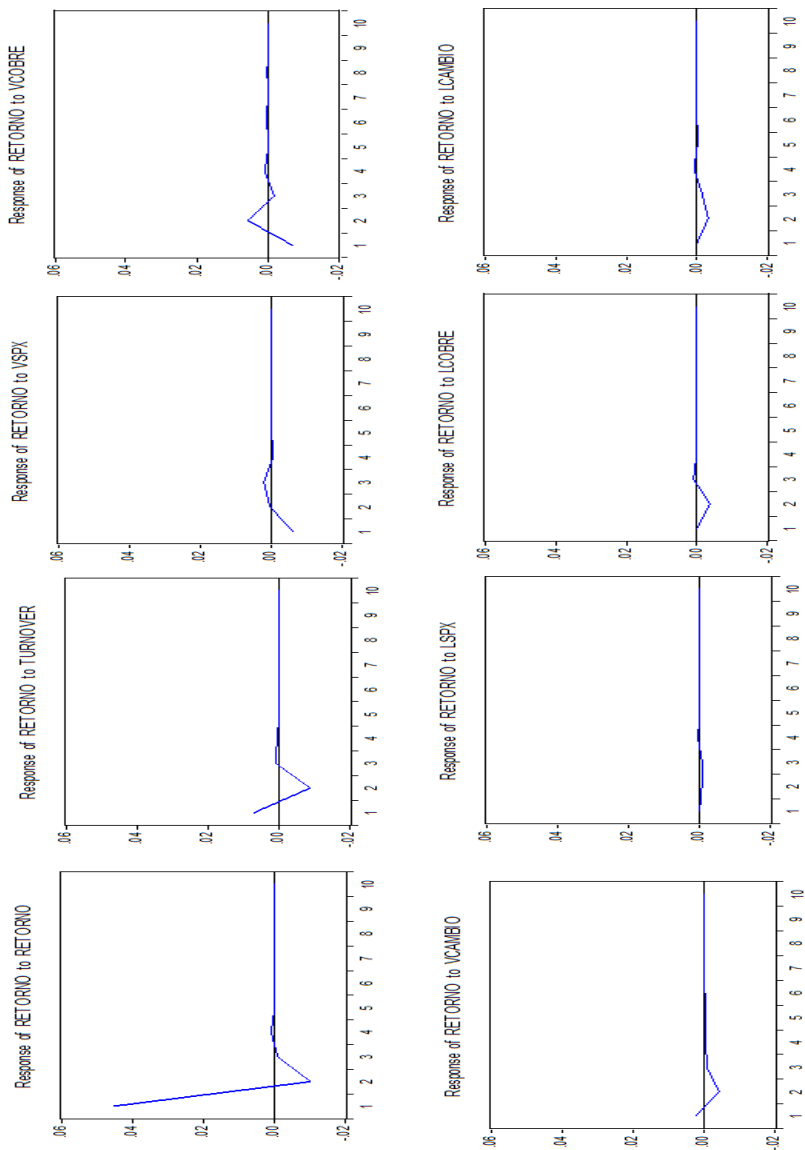 Response of RETORNO to RETORNO
.06
.04
.02
.00
-.02
1 2 3 4 5 6 7 8 9 10
Response of RETORNO to TURNOVER
.06
.04
.02
.00
-.02
1 2 3 4 5 6 7 8 9 10
Response of RETORNO to VSPX
.06
.04
.02
.00
-.02
1 2 3 4 5 6 7 8 9 10
Response of RETORNO to VCOBRE
.06
.04
.02
.00
-.02
1 2 3 4 5 6 7 8 9 10
Response of RETORNO to VCAMBIO
.06
.04
.02
.00
-.02
1 2 3 4 5 6 7 8 9 10
Response of RETORNO to LSPX
.06
.04
.02
.00
-.02
1 2 3 4 5 6 7 8 9 10
Response of RETORNO to LCOBRE
.06
.04
.02
.00
-.02
1 2 3 4 5 6 7 8 9 10
Response of RETORNO to LCAMBIO
.06
.04
.02
.00
-.02
1 2 3 4 5 6 7 8 9 10